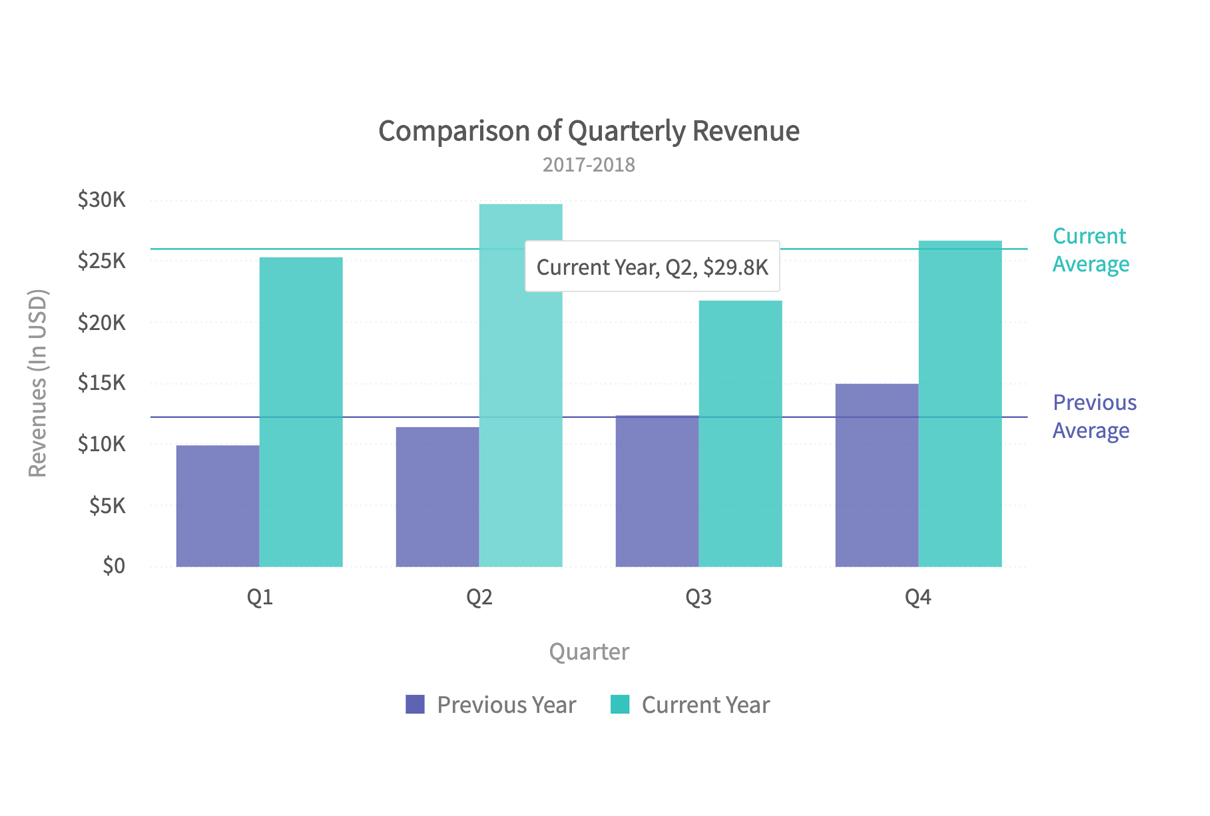 Comparison of Quarterly Revenue
2017-2018
$30K
$25K
$20K
$15K
$10K
$5K
$0
Revenues (In USD)
Current Year, Q2, $29.8K
Current
Average
Previous
Average
Q1 Q2 Q3 Q4
Quarter
Previous Year Current Year